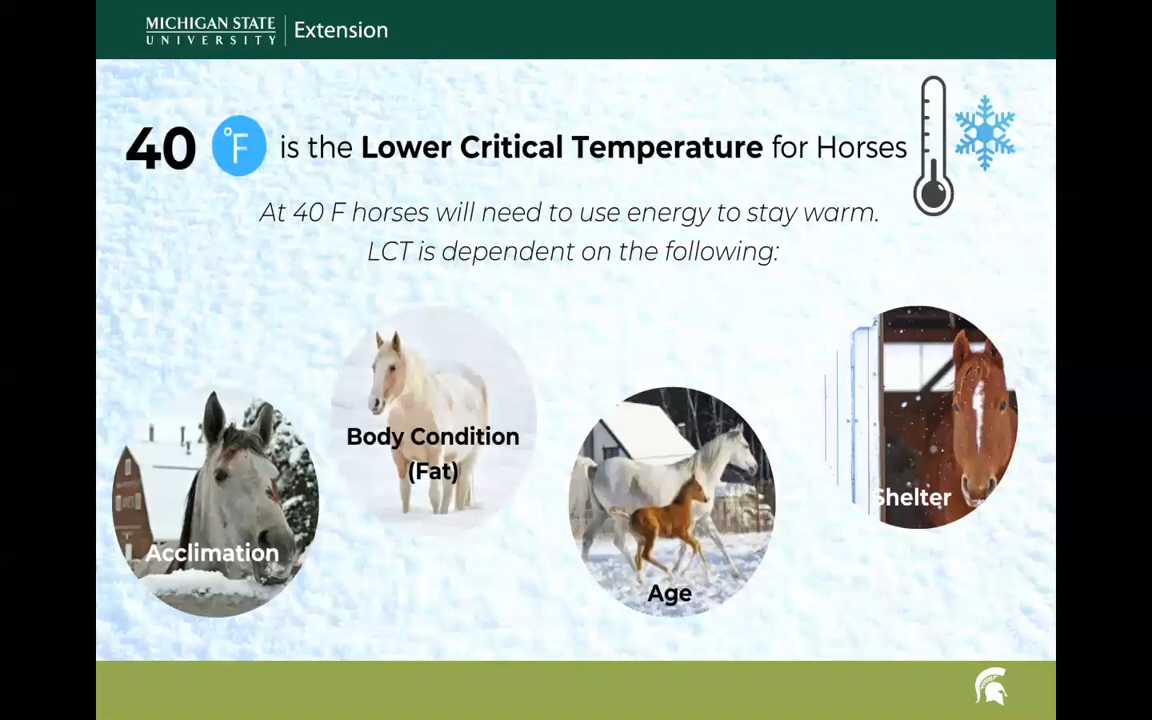 MICHIGAN STATE
UNIVERSITY
Extension
40 °F is the Lower Critical Temperature for Horses
At 40 F horses will need to use energy to stay warm.
LCT is dependent on the following:
Body Condition
(Fat)
Shelter
Acclimation
Age